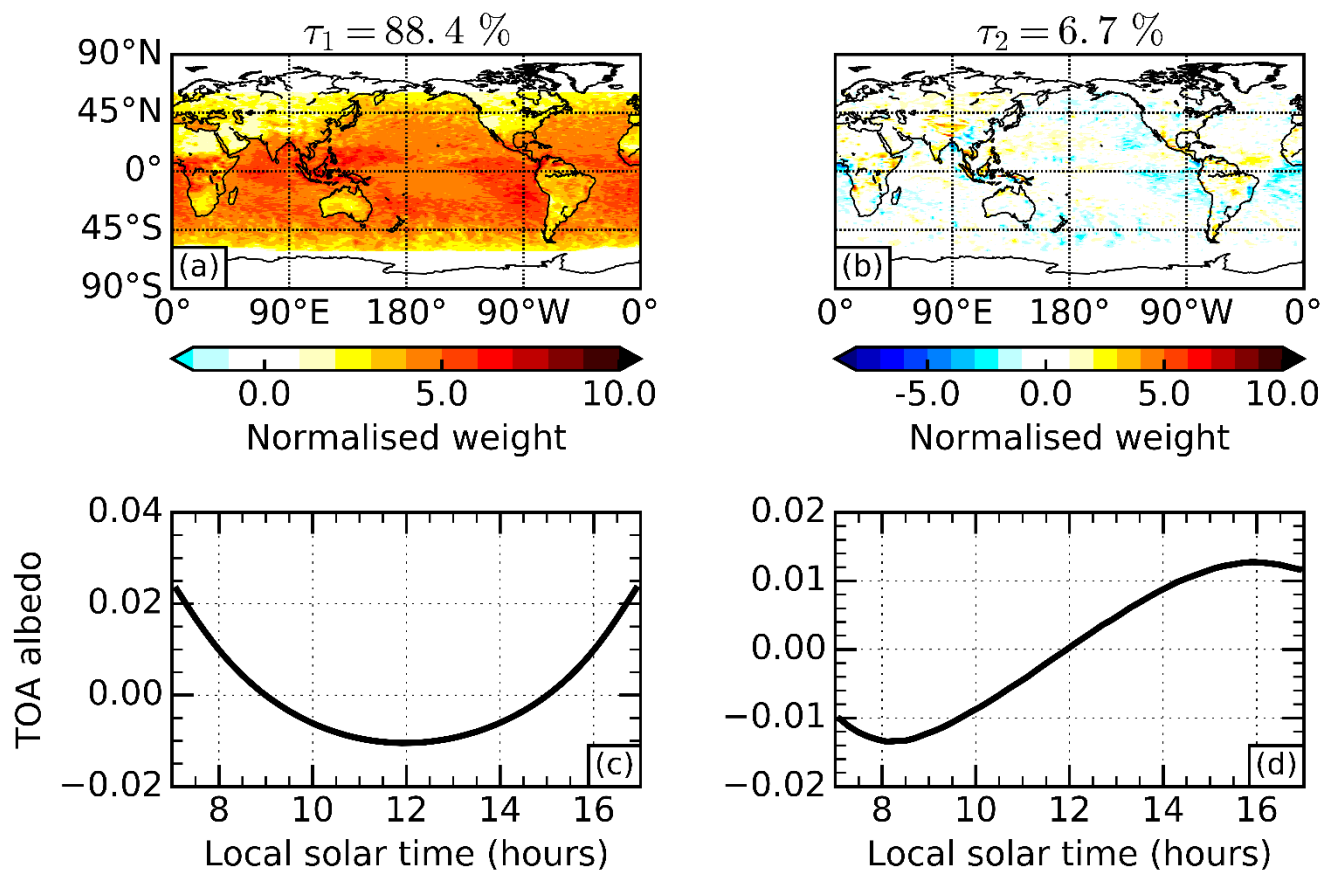 τ₁ = 88.4 %
τ₂ = 6.7 %
90°N
45°N
0°
45°S
90°S
(a)
(b)
0° 90°E 180° 90°W 0°
0° 90°E 180° 90°W 0°
0.0 5.0 10.0
-5.0 0.0 5.0 10.0
Normalised weight
Normalised weight
TOA albedo
0.04
0.02
0.00
−0.02
(c)
8 10 12 14 16
Local solar time (hours)
0.02
0.01
0.00
−0.01
−0.02
(d)
8 10 12 14 16
Local solar time (hours)